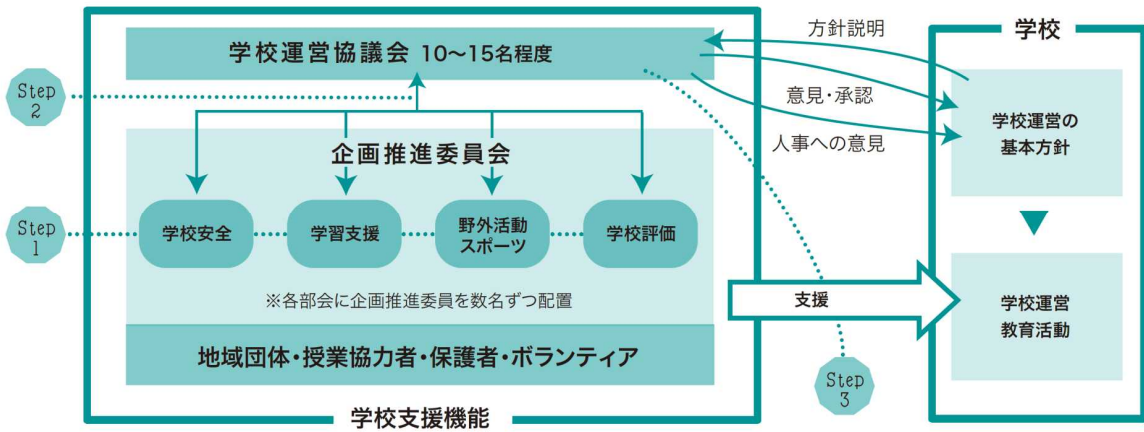 学校運営協議会 10〜15名程度
Step
2
企画推進委員会
Step
1
学校安全
学習支援
野外活動
スポーツ
学校評価
※各部会に企画推進委員を数名ずつ配置
地域団体・授業協力者・保護者・ボランティア
学校支援機能
方針説明
意見・承認
人事への意見
支援
Step
3
学校
学校運営の
基本方針
学校運営
教育活動